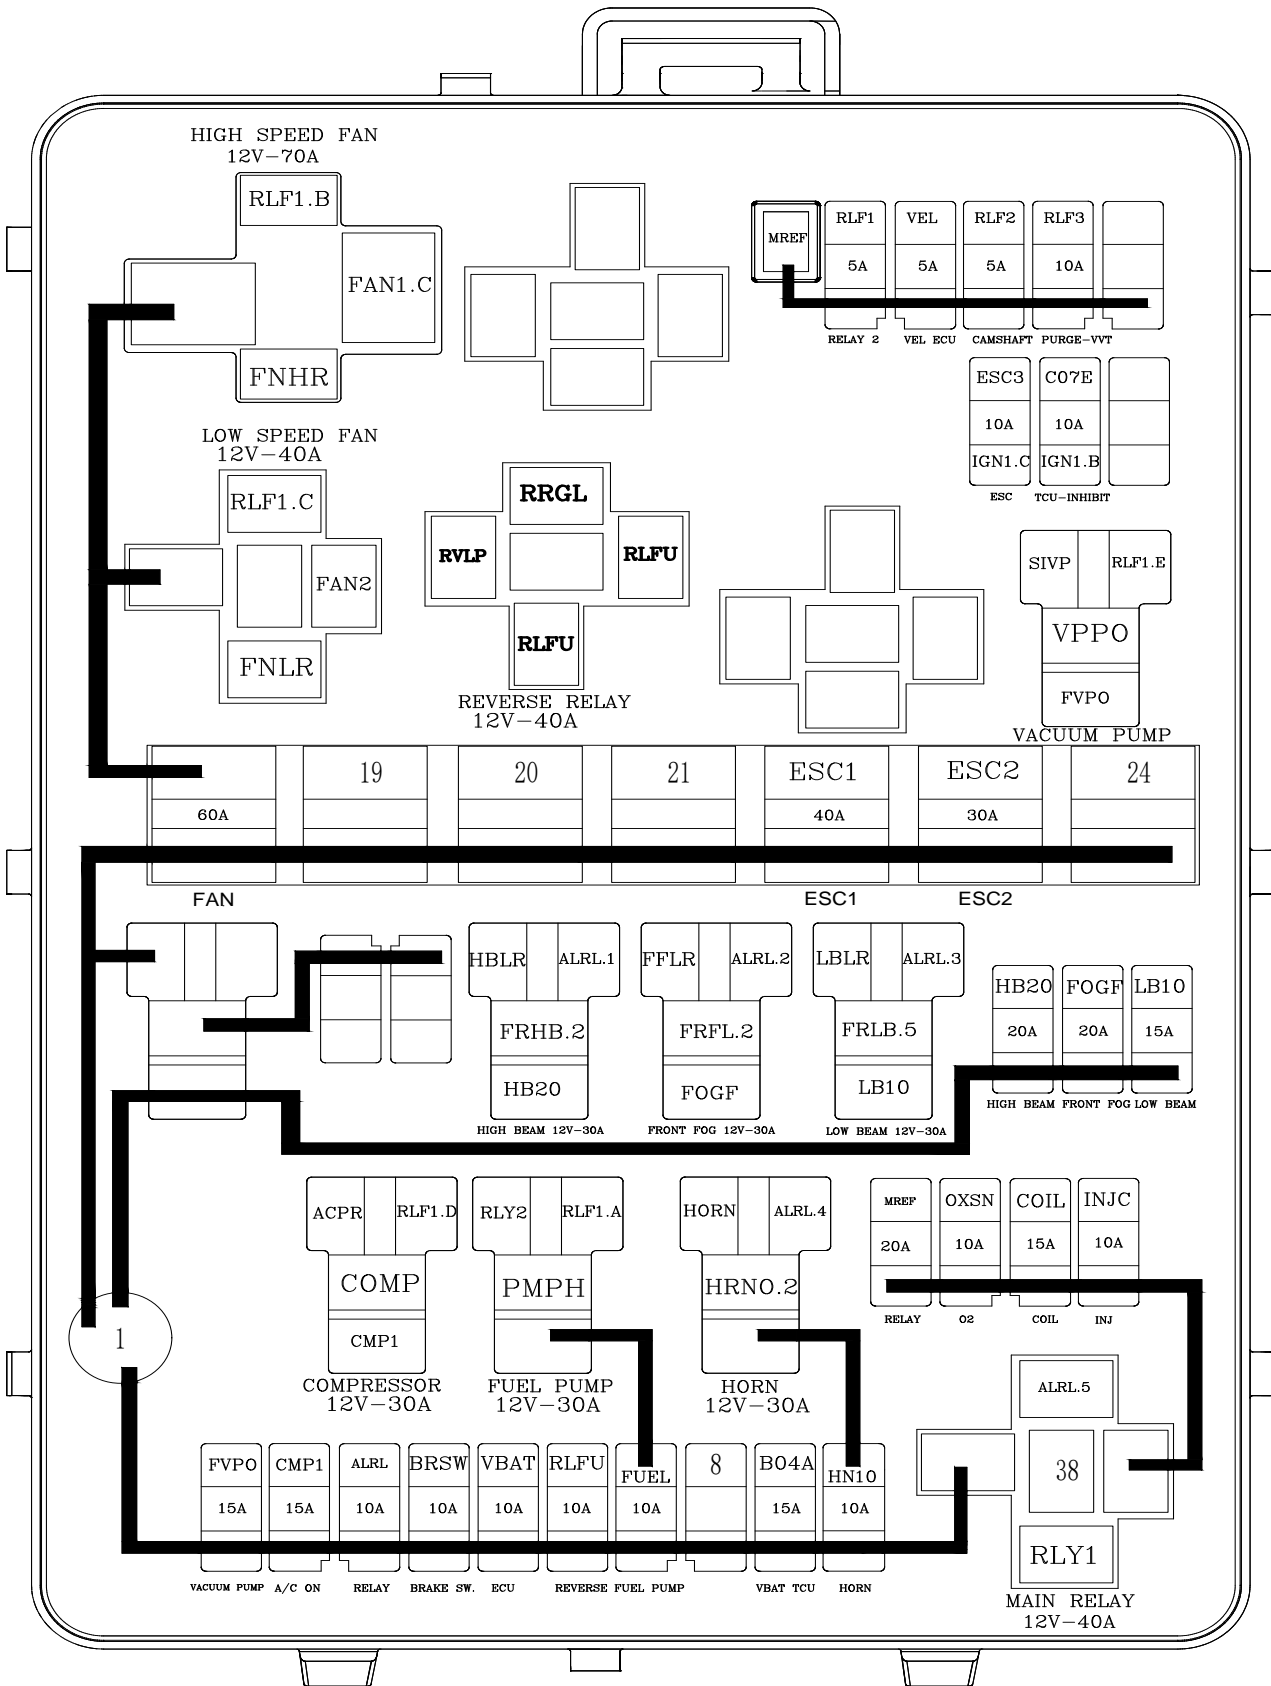 HIGH SPEED FAN
12V-70A
RLF1.B
FAN1.C
FNHR
MREF
RLF1 VEL RLF2 RLF3
5A 5A 5A 10A
RELAY 2 VEL ECU CAMSHAFT PURGE-VVT
ESC3 C07E
10A 10A
IGN1.C IGN1.B
ESC TCU-INHIBIT
LOW SPEED FAN
12V-40A
RLF1.C
FAN2
FNLR
RRGL
RVLP RLFU
RLFU
REVERSE RELAY
12V-40A
SIVP RLF1.E
VPPO
FVPO
VACUUM PUMP
19 20 21 ESC1 ESC2 24
60A 40A 30A
FAN ESC1 ESC2
HBLR ALRL.1 FFLR ALRL.2 LBLR ALRL.3
FRHB.2 FRFL.2 FRLB.5
HB20 FOGF LB10
HIGH BEAM 12V-30A FRONT FOG 12V-30A LOW BEAM 12V-30A
HB20 FOGF LB10
20A 20A 15A
HIGH BEAM FRONT FOG LOW BEAM
ACPR RLF1.D RLY2 RLF1.A HORN ALRL.4
COMP PMPH HRNO.2
CMP1
COMPRESSOR FUEL PUMP HORN
12V-30A 12V-30A 12V-30A
MREF OXSN COIL INJC
20A 10A 15A 10A
RELAY O2 COIL INJ
1
ALRL.5
38
RLY1
MAIN RELAY
12V-40A
FVPO CMP1 ALRL BRSW VBAT RLFU FUEL 8 B04A HN10
15A 15A 10A 10A 10A 10A 10A 15A 10A
VACUUM PUMP A/C ON RELAY BRAKE SW. ECU REVERSE FUEL PUMP VBAT TCU HORN